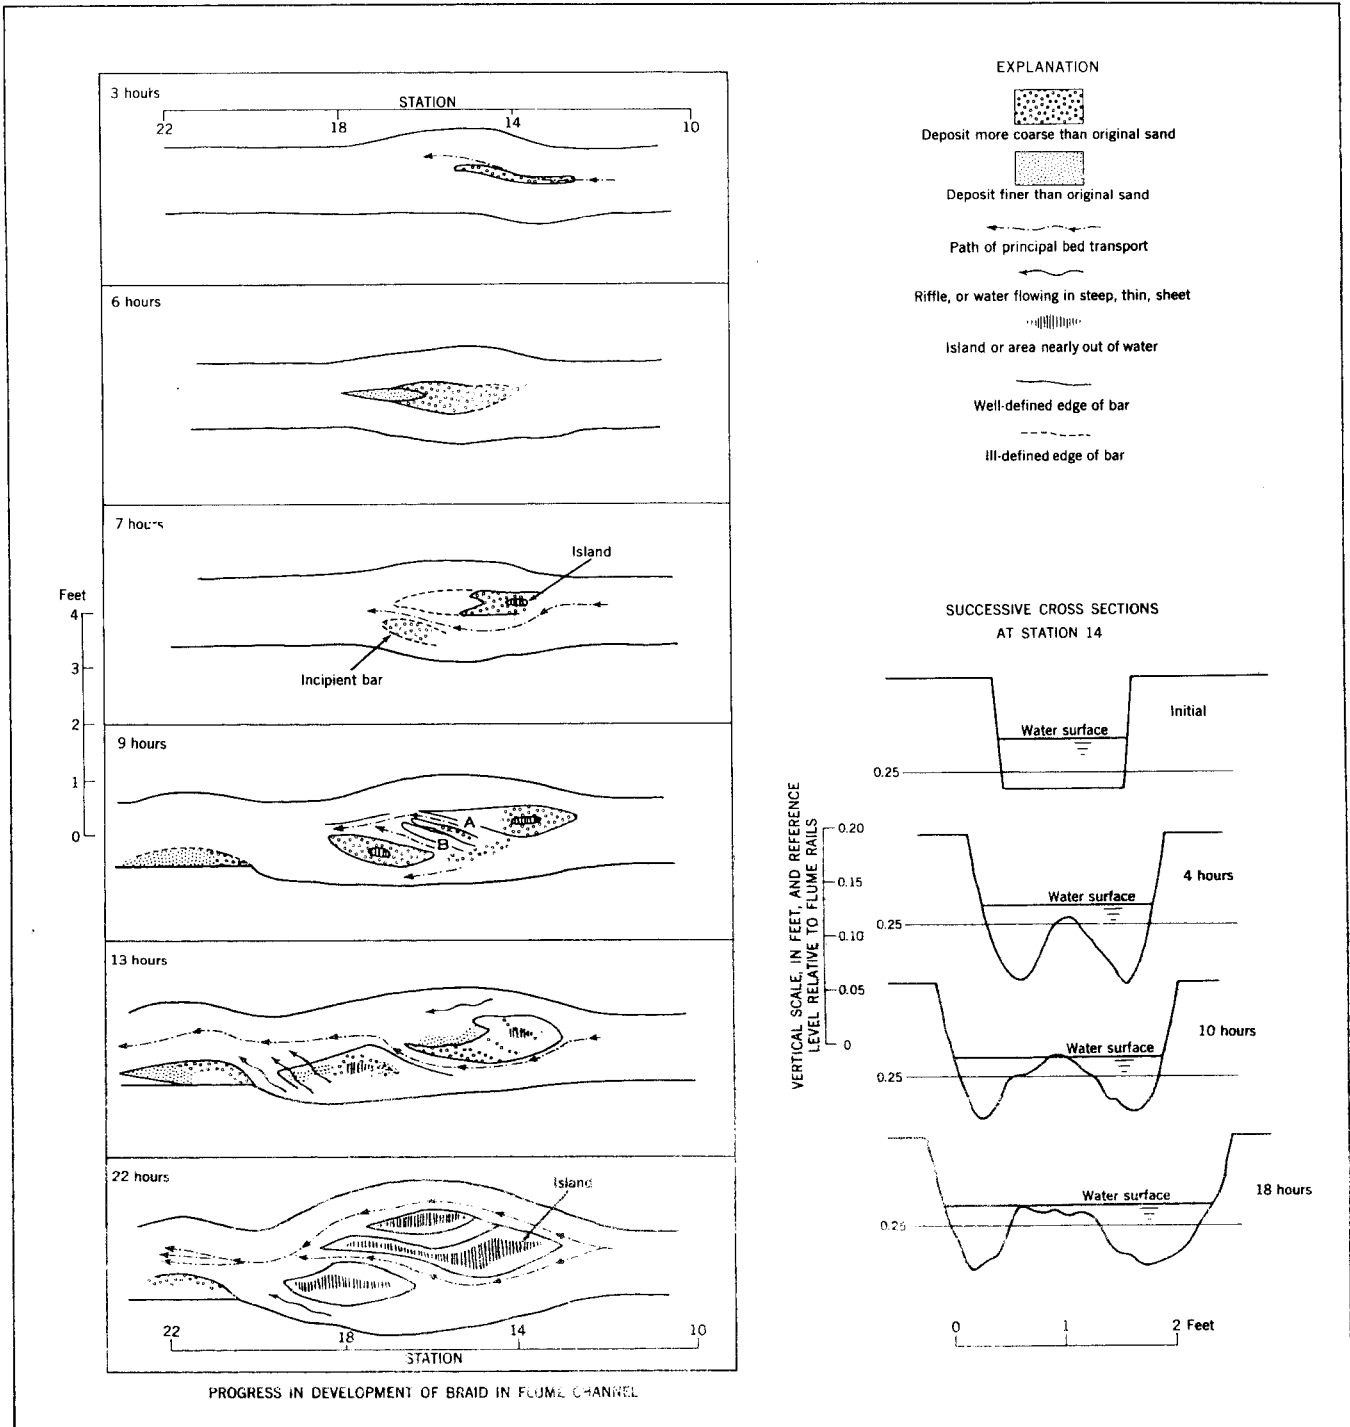 3 hours
STATION
22
18
14
10
6 hours
7 hours
Island
Incipient bar
Feet
4
3
2
1
0
9 hours
A
B
13 hours
22 hours
Island
22
18
14
10
STATION
PROGRESS IN DEVELOPMENT OF BRAID IN FLUME CHANNEL
EXPLANATION
Deposit more coarse than original sand
Deposit finer than original sand
Path of principal bed transport
Riffle, or water flowing in steep, thin, sheet
Island or area nearly out of water
Well-defined edge of bar
Ill-defined edge of bar
SUCCESSIVE CROSS SECTIONS
AT STATION 14
Initial
Water surface
0.25
VERTICAL SCALE, IN FEET, AND REFERENCE
LEVEL RELATIVE TO FLUME RAILS
0.20
0.15
0.10
0.05
0
4 hours
Water surface
0.25
10 hours
Water surface
0.25
18 hours
Water surface
0.25
0
1
2 Feet